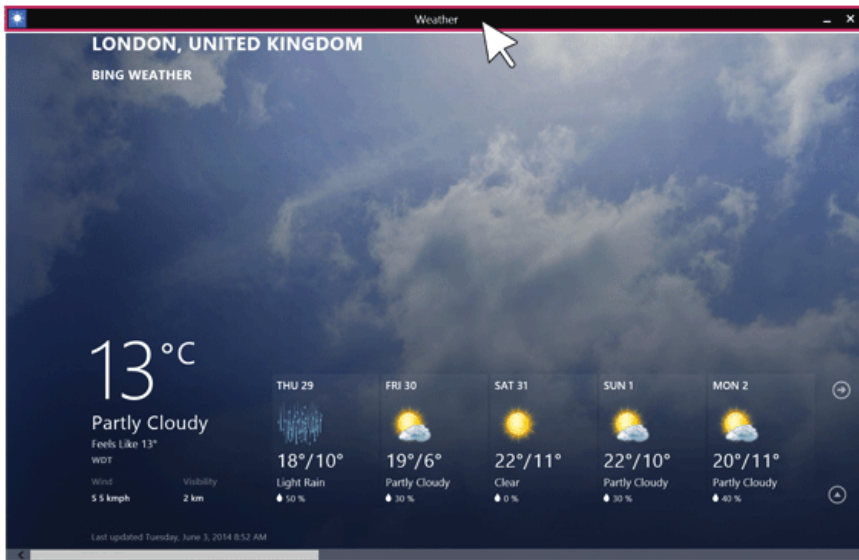 Weather
LONDON, UNITED KINGDOM
BING WEATHER
13°C
Partly Cloudy
Feels Like 13°
WDT
Wind Visibility
S 5 kmph 2 km
THU 29
18°/10°
Light Rain
50 %
FRI 30
19°/6°
Partly Cloudy
30 %
SAT 31
22°/11°
Clear
0 %
SUN 1
22°/10°
Partly Cloudy
30 %
MON 2
20°/11°
Partly Cloudy
40 %
Last updated Tuesday, June 3, 2014 8:52 AM